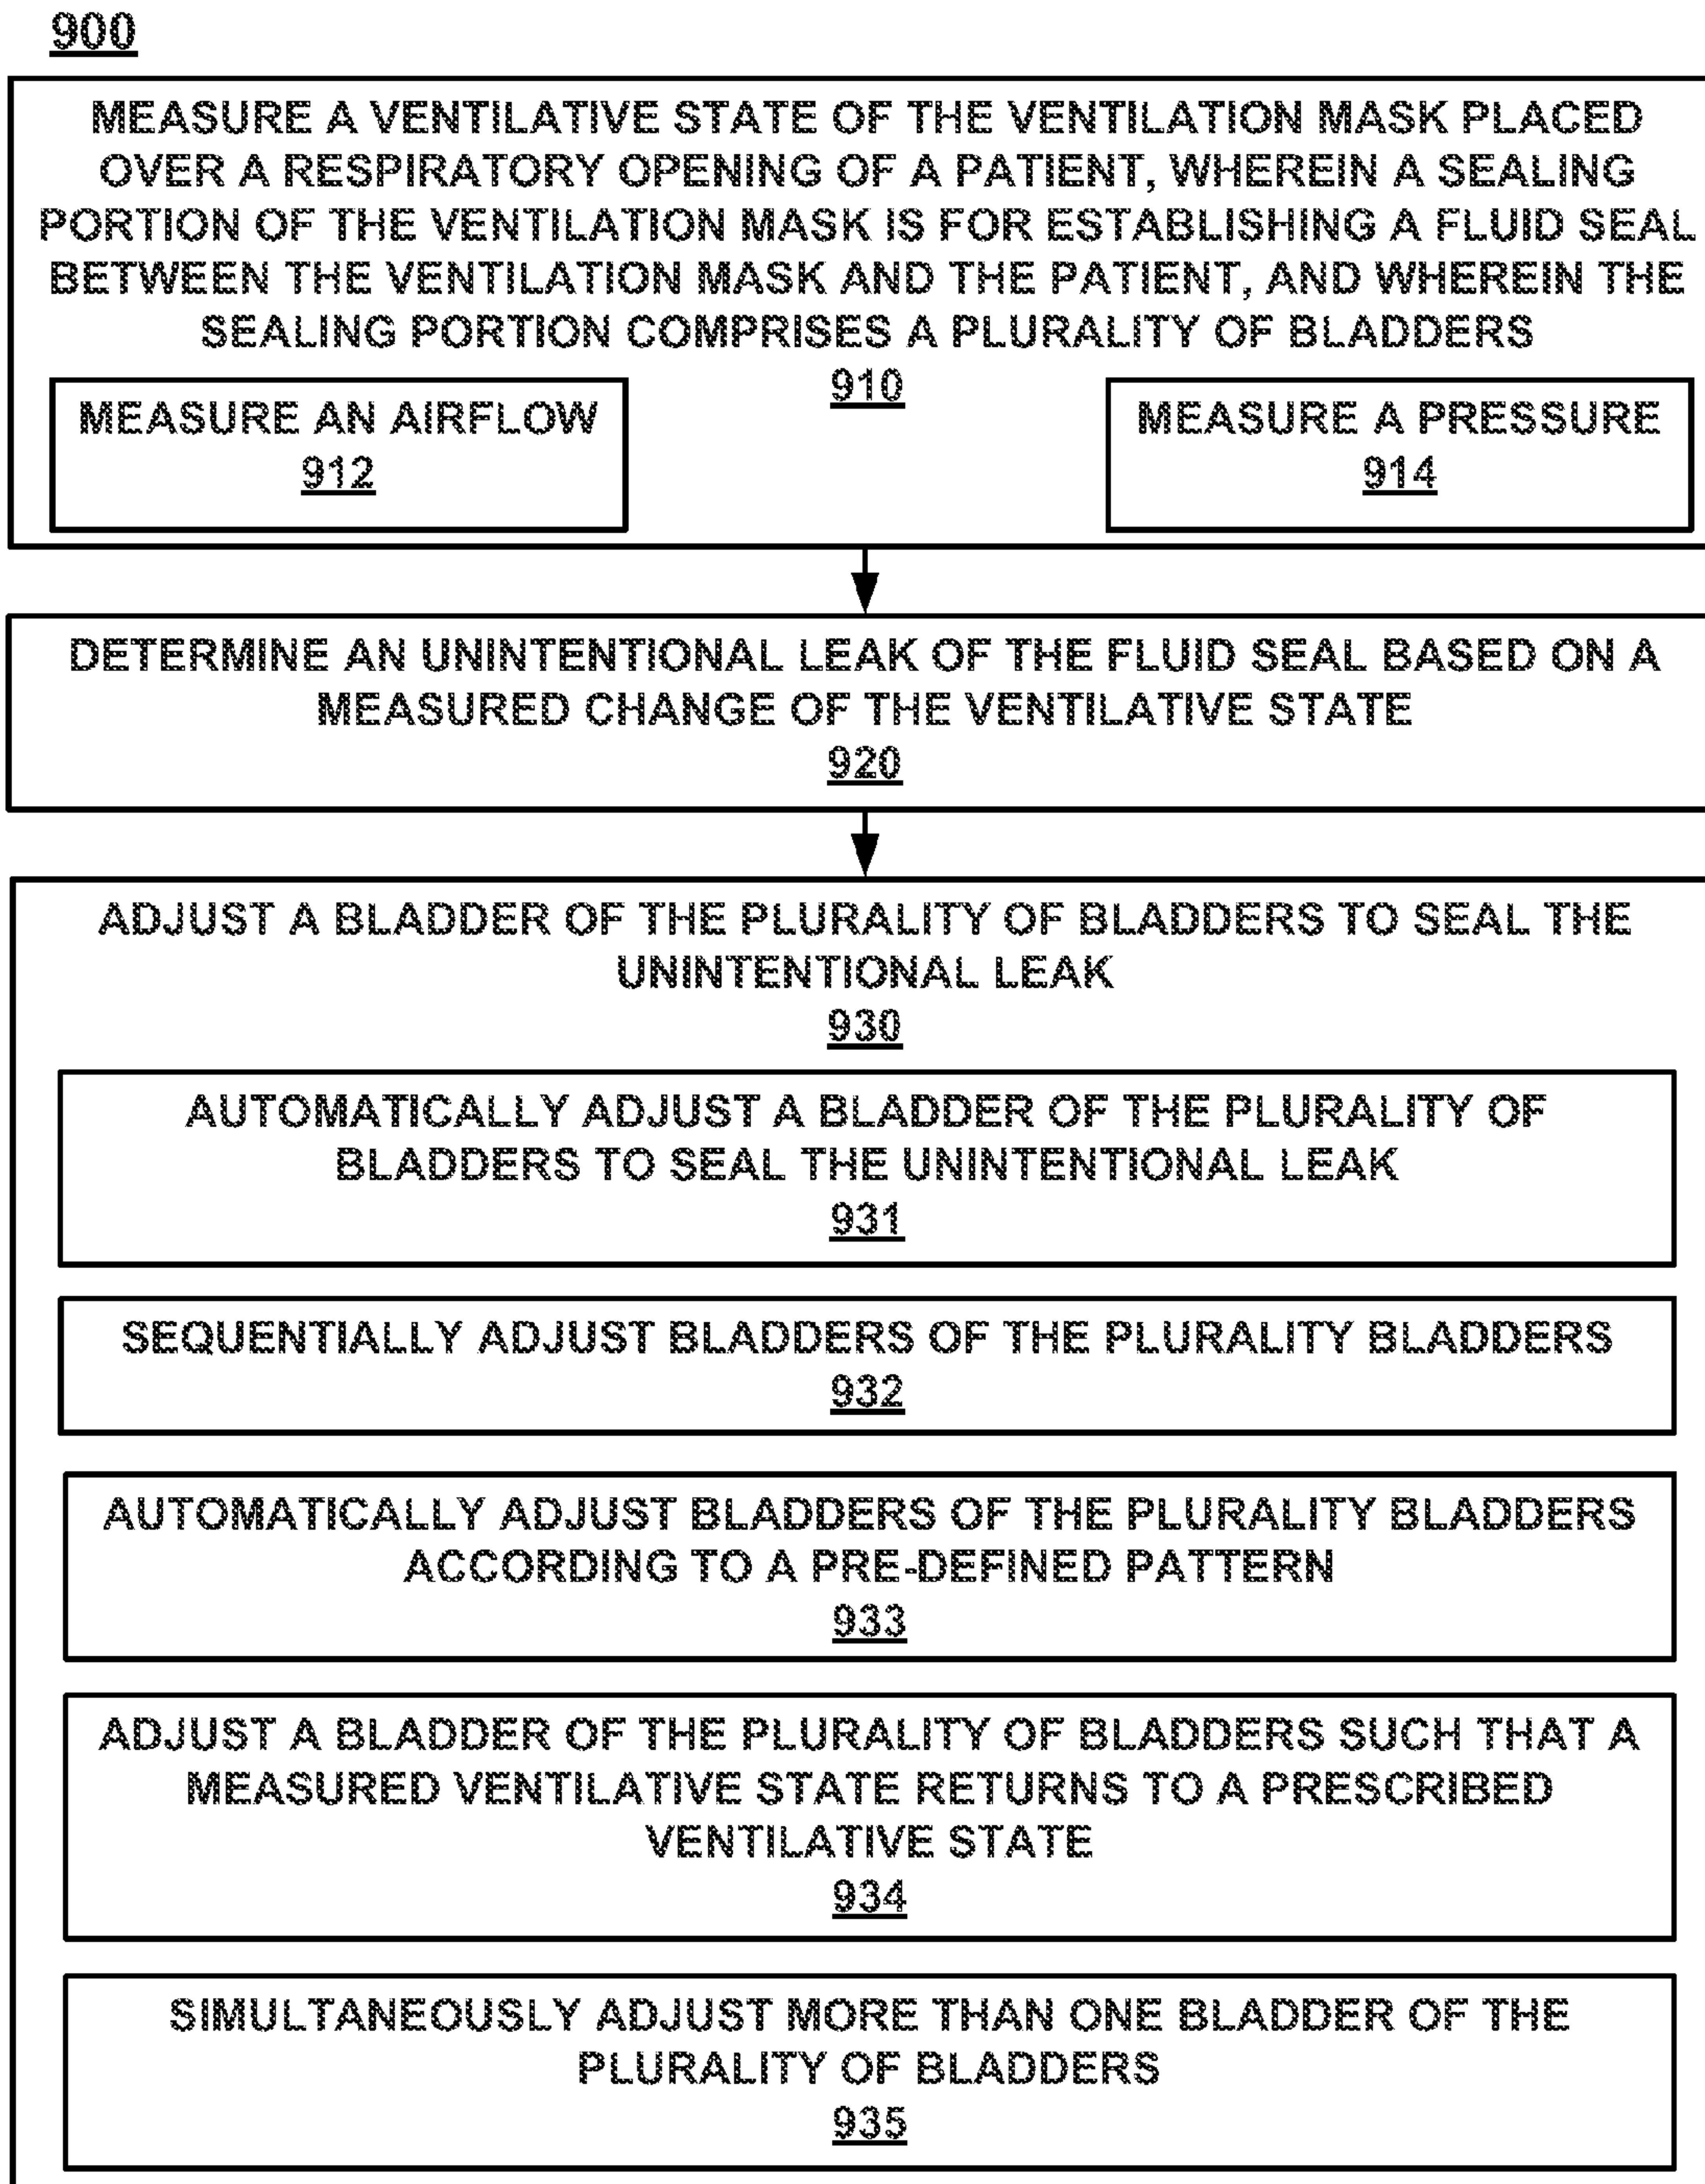 900
MEASURE A VENTILATIVE STATE OF THE VENTILATION MASK PLACED
OVER A RESPIRATORY OPENING OF A PATIENT, WHEREIN A SEALING
PORTION OF THE VENTILATION MASK IS FOR ESTABLISHING A FLUID SEAL
BETWEEN THE VENTILATION MASK AND THE PATIENT, AND WHEREIN THE
SEALING PORTION COMPRISES A PLURALITY OF BLADDERS
910
MEASURE AN AIRFLOW
912
MEASURE A PRESSURE
914
DETERMINE AN UNINTENTIONAL LEAK OF THE FLUID SEAL BASED ON A
MEASURED CHANGE OF THE VENTILATIVE STATE
920
ADJUST A BLADDER OF THE PLURALITY OF BLADDERS TO SEAL THE
UNINTENTIONAL LEAK
930
AUTOMATICALLY ADJUST A BLADDER OF THE PLURALITY OF
BLADDERS TO SEAL THE UNINTENTIONAL LEAK
931
SEQUENTIALLY ADJUST BLADDERS OF THE PLURALITY BLADDERS
932
AUTOMATICALLY ADJUST BLADDERS OF THE PLURALITY BLADDERS
ACCORDING TO A PRE-DEFINED PATTERN
933
ADJUST A BLADDER OF THE PLURALITY OF BLADDERS SUCH THAT A
MEASURED VENTILATIVE STATE RETURNS TO A PRESCRIBED
VENTILATIVE STATE
934
SIMULTANEOUSLY ADJUST MORE THAN ONE BLADDER OF THE
PLURALITY OF BLADDERS
935